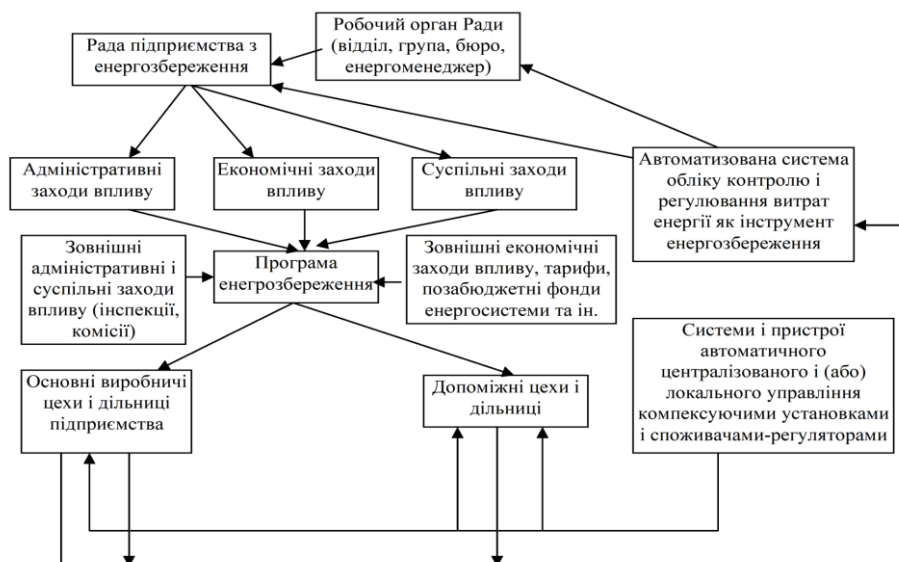 Рада підприємства з
енергозбереження
Робочий орган Ради
(відділ, група, бюро,
енергоменеджер)
Адміністративні
заходи впливу
Економічні заходи
впливу
Суспільні заходи
впливу
Автоматизована система
обліку контролю і
регулювання витрат
енергії як інструмент
енергозбереження
Зовнішні
адміністративні і
суспільні заходи
впливу (інспекції,
комісії)
Програма
енегрозбереження
Зовнішні економічні
заходи впливу, тарифи,
позабюджетні фонди
енергосистеми та ін.
Системи і пристрої
автоматичного
централізованого і (або)
локального управління
компексуючими установками
і споживачами-регуляторами
Основні виробничі
цехи і дільниці
підприємства
Допоміжні цехи і
дільниці